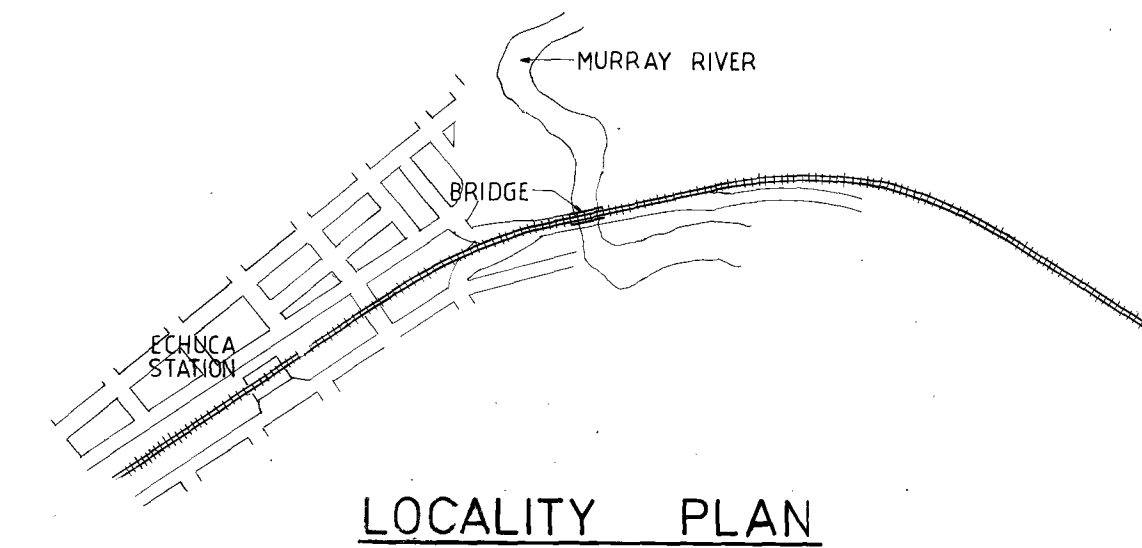 MURRAY RIVER
BRIDGE
ECHUCA
STATION
LOCALITY PLAN